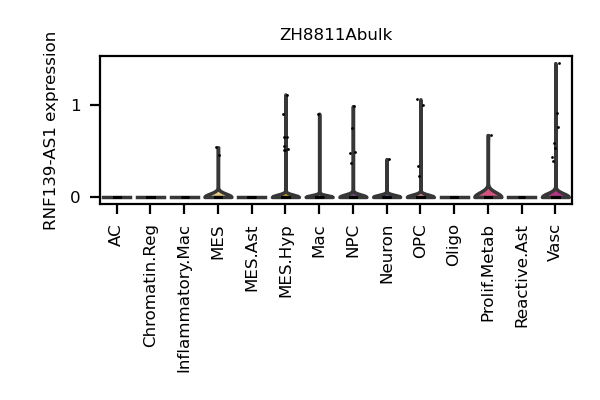 ZH8811Abulk
RNF139-AS1 expression
1
0
AC
Chromatin.Reg
Inflammatory.Mac
MES
MES.Ast
MES.Hyp
Mac
NPC
Neuron
OPC
Oligo
Prolif.Metab
Reactive.Ast
Vasc